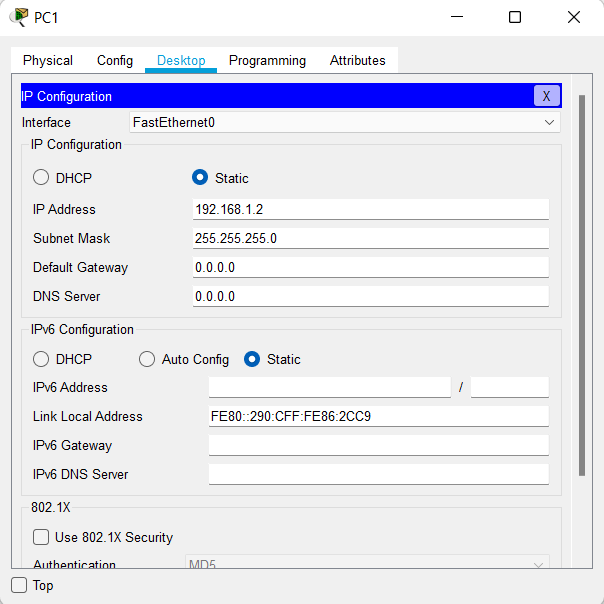 PC1
Physical Config Desktop Programming Attributes
IP Configuration X
Interface FastEthernet0
IP Configuration
DHCP Static
IP Address 192.168.1.2
Subnet Mask 255.255.255.0
Default Gateway 0.0.0.0
DNS Server 0.0.0.0
IPv6 Configuration
DHCP Auto Config Static
IPv6 Address /
Link Local Address FE80::290:CFF:FE86:2CC9
IPv6 Gateway
IPv6 DNS Server
802.1X
Use 802.1X Security
Authentication MD5
Top